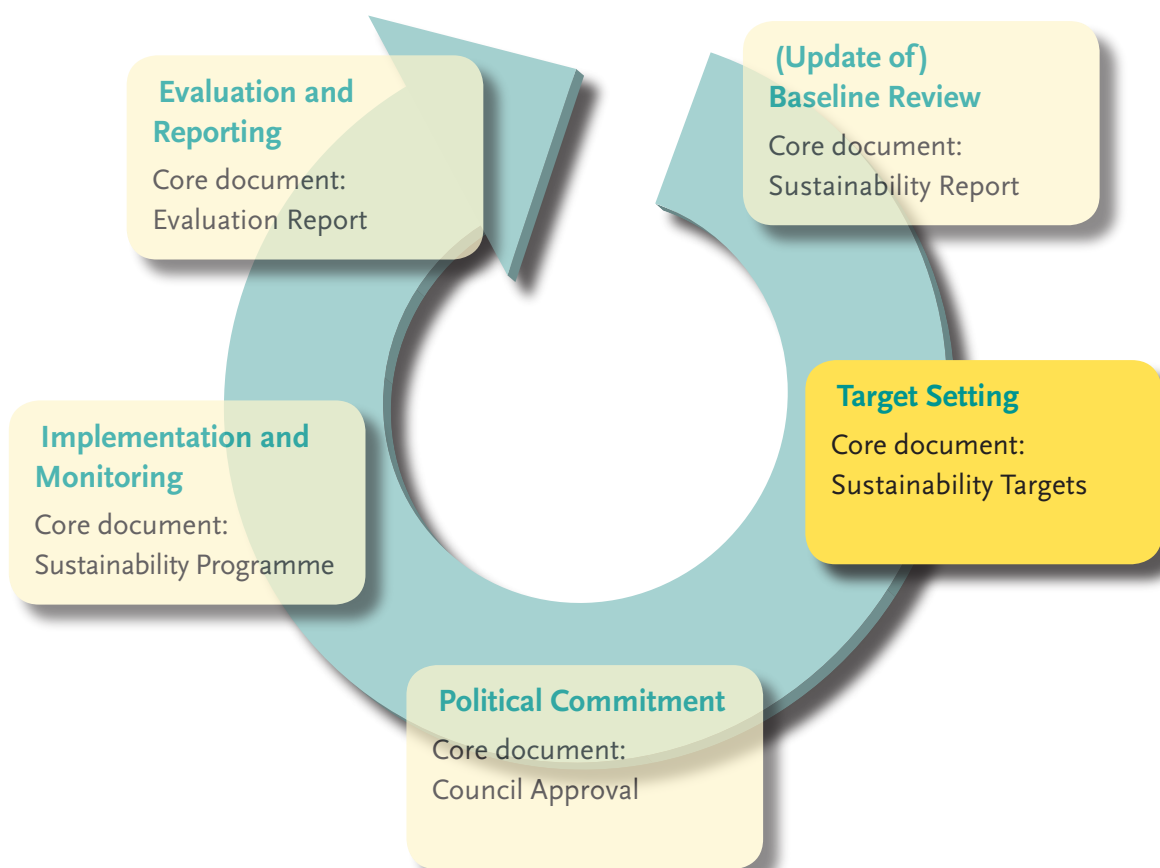 (Update of)
Baseline Review
Core document:
Sustainability Report
Target Setting
Core document:
Sustainability Targets
Political Commitment
Core document:
Council Approval
Implementation and
Monitoring
Core document:
Sustainability Programme
Evaluation and
Reporting
Core document:
Evaluation Report